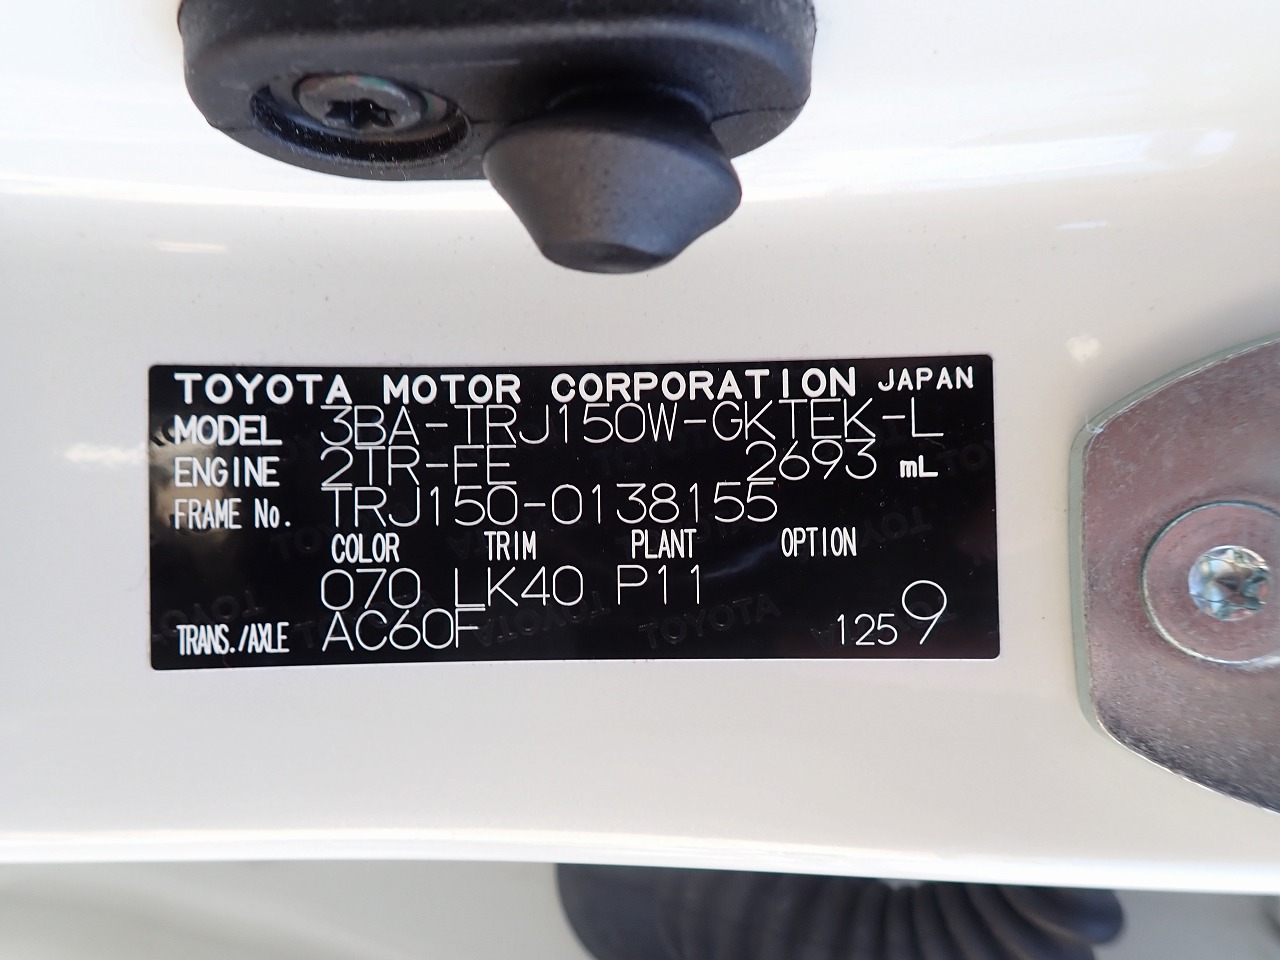 TOYOTA MOTOR CORPORATION JAPAN
MODEL 3BA-TRJ150W-GKTEK-L
ENGINE 2TR-FE 2693 mL
FRAME No. TRJ150-0138155
COLOR TRIM PLANT OPTION
070 LK40 P11
TRANS./AXLE AC60F 1259